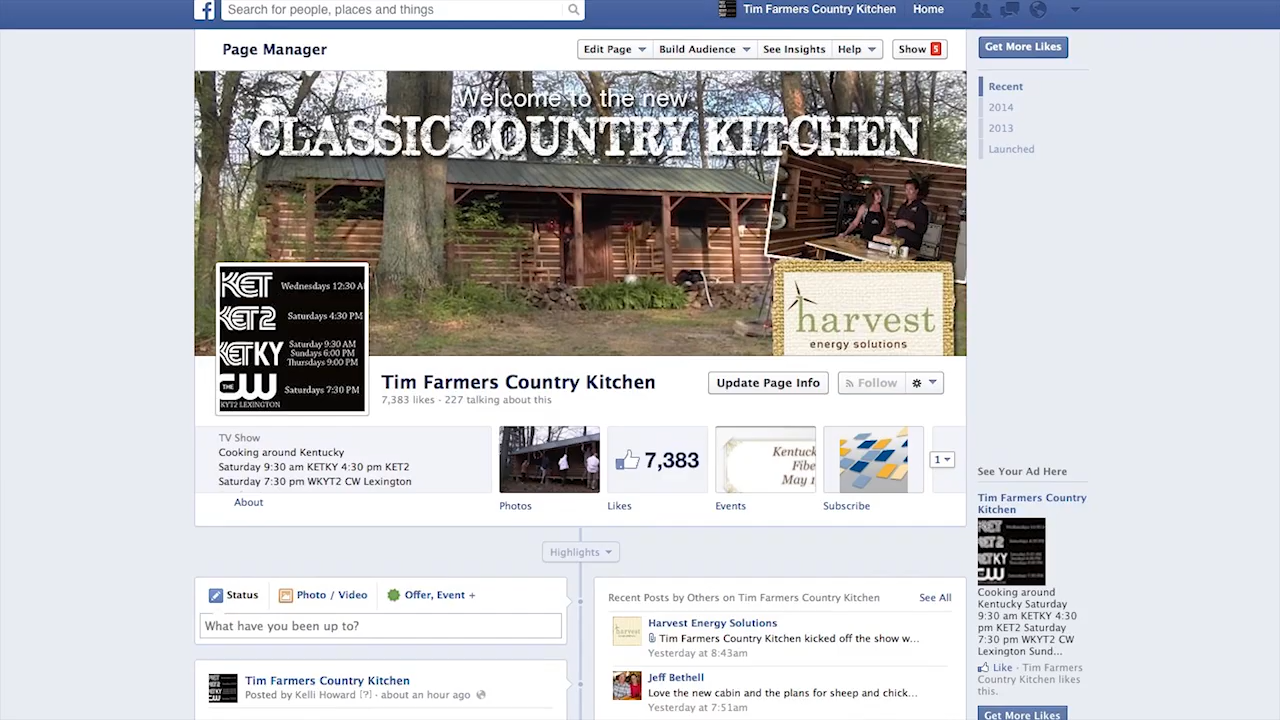 Search for people, places and things
Tim Farmers Country Kitchen
Home
Page Manager
Edit Page
Build Audience
See Insights
Help
Show 5
Get More Likes
Recent
2014
2013
Launched
Welcome to the new
CLASSIC COUNTRY KITCHEN
KET Wednesdays 12:30 A
KET2 Saturdays 4:30 PM
KETKY Saturday 9:30 AM
Sundays 6:00 PM
Thursdays 9:00 PM
THE CW Saturdays 7:30 PM
KYT2 LEXINGTON
harvest
energy solutions
Tim Farmers Country Kitchen
7,383 likes · 227 talking about this
Update Page Info
Follow
TV Show
Cooking around Kentucky
Saturday 9:30 am KETKY 4:30 pm KET2
Saturday 7:30 pm WKYT2 CW Lexington
About
Photos
7,383
Likes
Kentuck
Fibe
May 1
Events
Subscribe
1
See Your Ad Here
Tim Farmers Country
Kitchen
KET
KET2
KETKY
CW
Cooking around
Kentucky Saturday
9:30 am KETKY 4:30
pm KET2 Saturday
7:30 pm WKYT2 CW
Lexington Sund...
Like · Tim Farmers
Country Kitchen likes
this.
Get More Likes
Highlights
Status
Photo / Video
Offer, Event +
What have you been up to?
Tim Farmers Country Kitchen
Posted by Kelli Howard [?] · about an hour ago
Recent Posts by Others on Tim Farmers Country Kitchen
See All
harvest
Harvest Energy Solutions
Tim Farmers Country Kitchen kicked off the show w...
Yesterday at 8:43am
Jeff Bethell
Love the new cabin and the plans for sheep and chick...
Yesterday at 7:51am